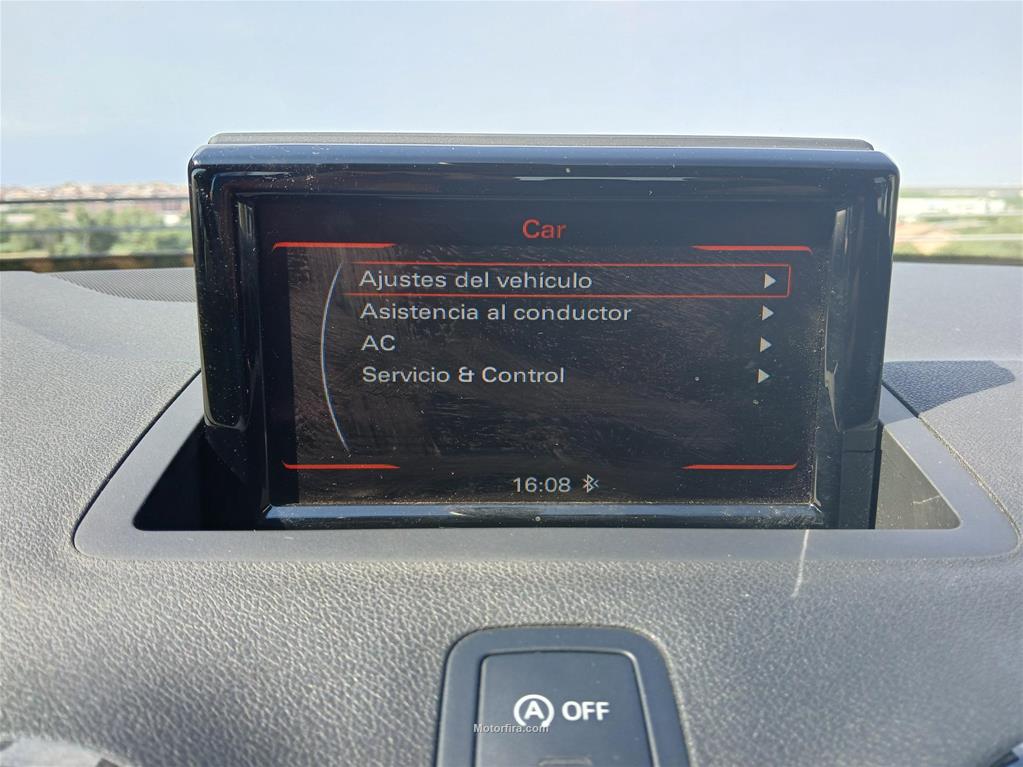 Car
Ajustes del vehículo
Asistencia al conductor
AC
Servicio & Control
16:08
A OFF
Motorfira.com